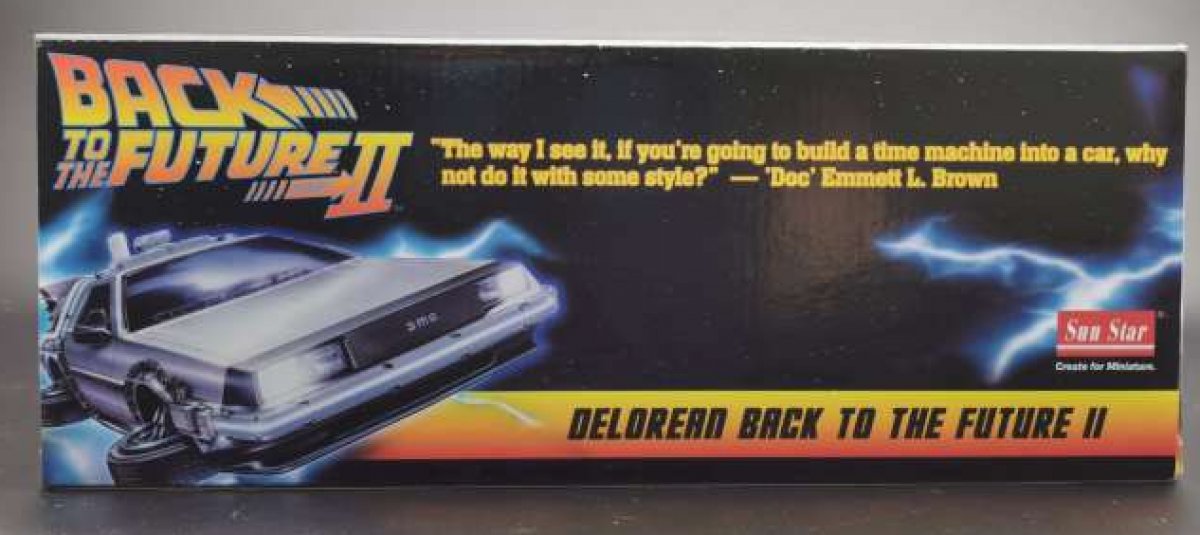 BACK
TO
THE FUTURE II
"The way I see it, if you're going to build a time machine into a car, why
not do it with some style?" — 'Doc' Emmett L. Brown
DMC
Sun Star
Create for Miniature.
DELOREAN BACK TO THE FUTURE II